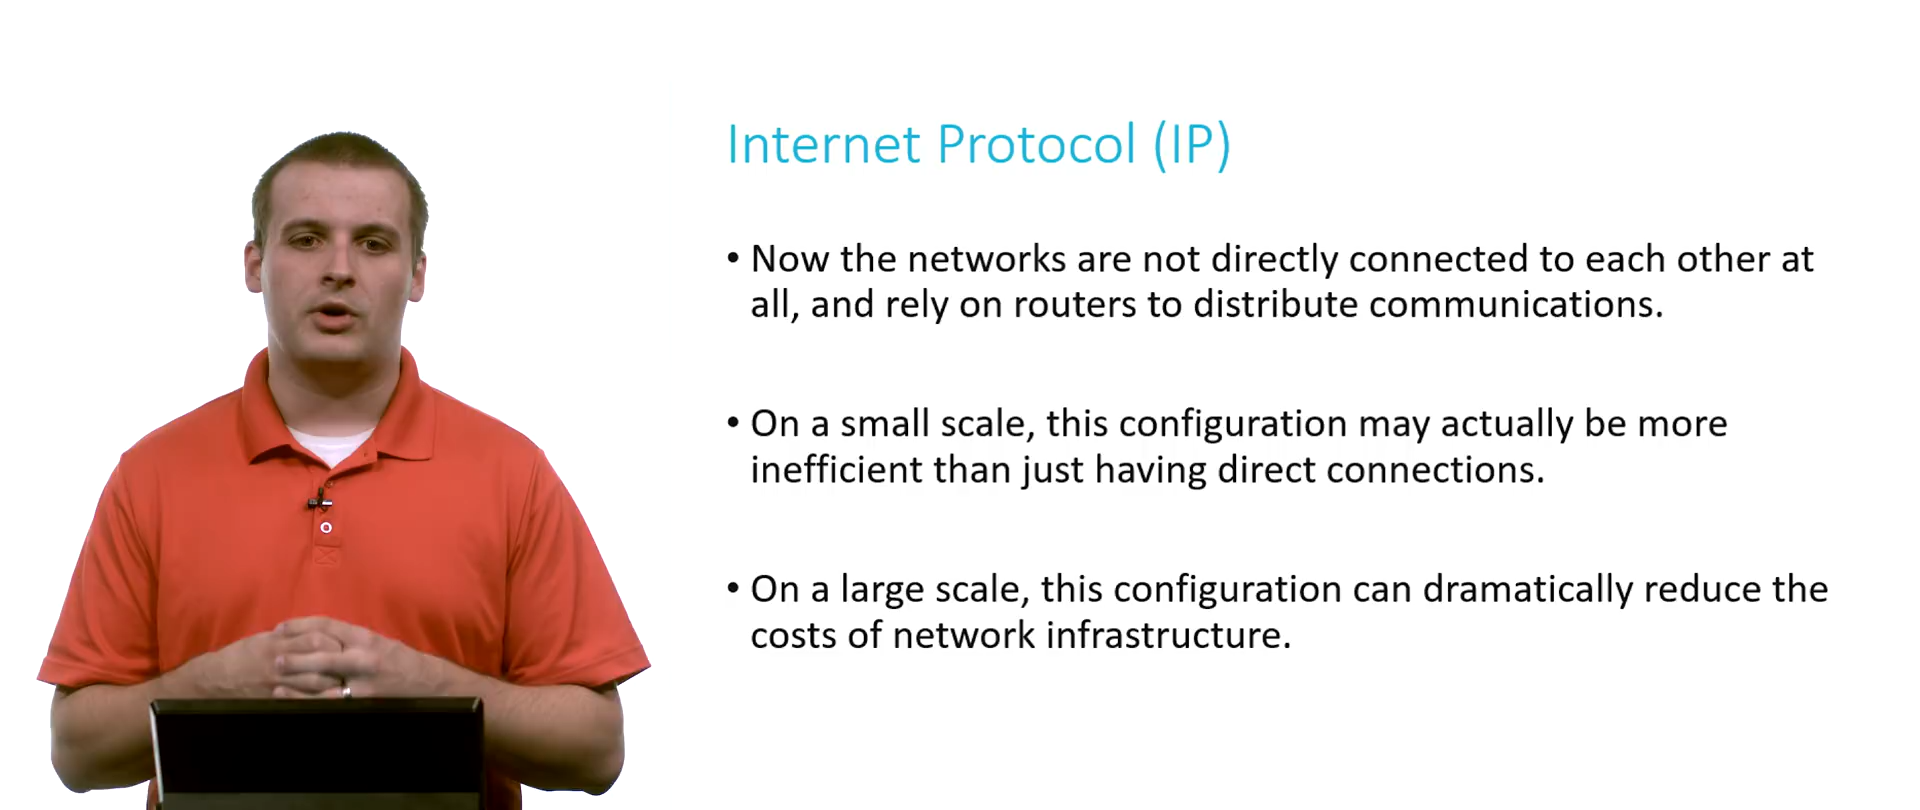 Internet Protocol (IP)
• Now the networks are not directly connected to each other at
all, and rely on routers to distribute communications.
• On a small scale, this configuration may actually be more
inefficient than just having direct connections.
• On a large scale, this configuration can dramatically reduce the
costs of network infrastructure.